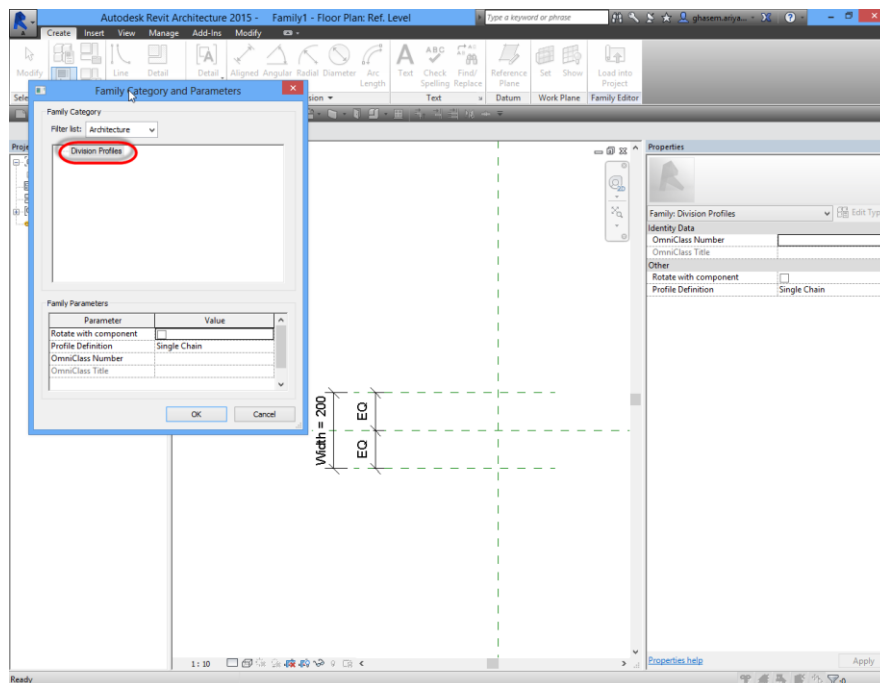 Autodesk Revit Architecture 2015 - Family1 - Floor Plan: Ref. Level
Type a keyword or phrase
ghasem.ariya...
Create Insert View Manage Add-Ins Modify
Modify Line Detail Detail Aligned Angular Radial Diameter Arc Length Text Check Spelling Find/ Replace Reference Plane Set Show Load into Project
Sele
Text Datum Work Plane Family Editor
Family Category and Parameters
Family Category
Filter list: Architecture
Division Profiles
Family Parameters
Parameter Value
Rotate with component
Profile Definition Single Chain
OmniClass Number
OmniClass Title
OK Cancel
Proje
Width = 200
EQ
EQ
Properties
Family: Division Profiles Edit Typ
Identity Data
OmniClass Number
OmniClass Title
Other
Rotate with component
Profile Definition Single Chain
Properties help Apply
1 : 10
Ready
:0